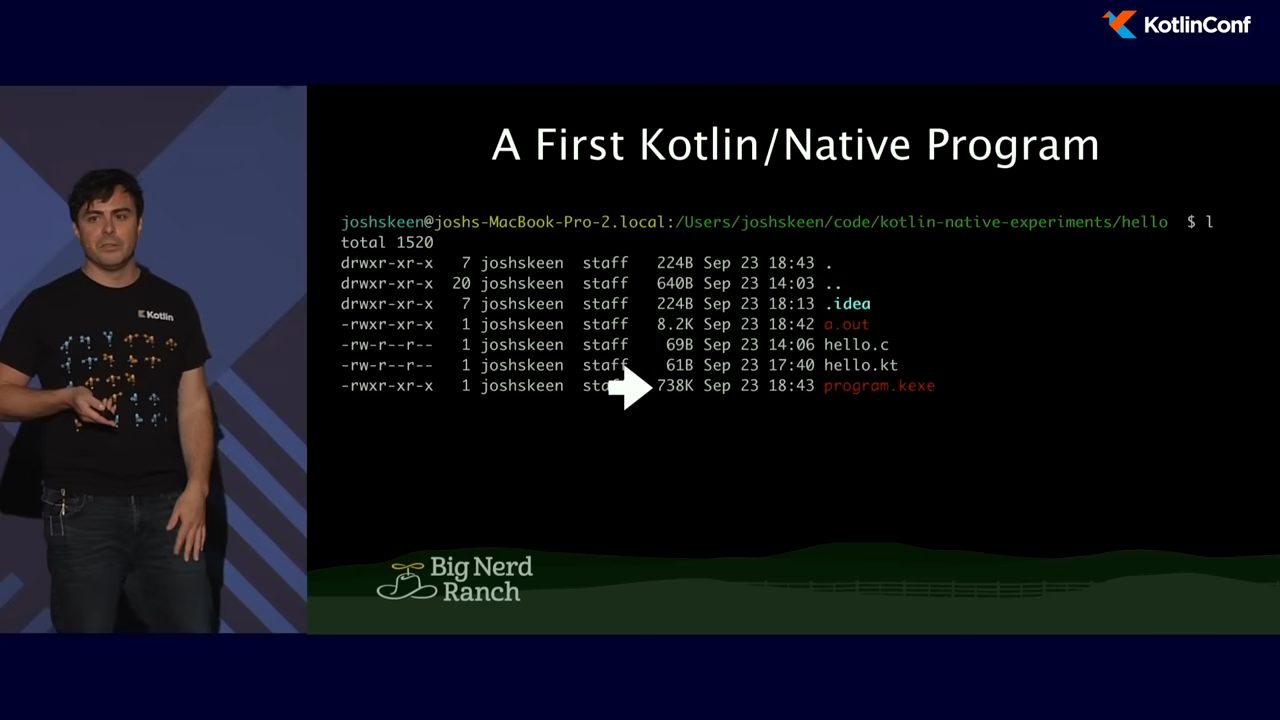 KotlinConf
A First Kotlin/Native Program
joshskeen@joshs-MacBook-Pro-2.local:/Users/joshskeen/code/kotlin-native-experiments/hello $ l
total 1520
drwxr-xr-x 7 joshskeen staff 224B Sep 23 18:43 .
drwxr-xr-x 20 joshskeen staff 640B Sep 23 14:03 ..
drwxr-xr-x 7 joshskeen staff 224B Sep 23 18:13 .idea
-rwxr-xr-x 1 joshskeen staff 8.2K Sep 23 18:42 a.out
-rw-r--r-- 1 joshskeen staff 69B Sep 23 14:06 hello.c
-rw-r--r-- 1 joshskeen staff 61B Sep 23 17:40 hello.kt
-rwxr-xr-x 1 joshskeen staff 738K Sep 23 18:43 program.kexe
Kotlin
Big Nerd
Ranch